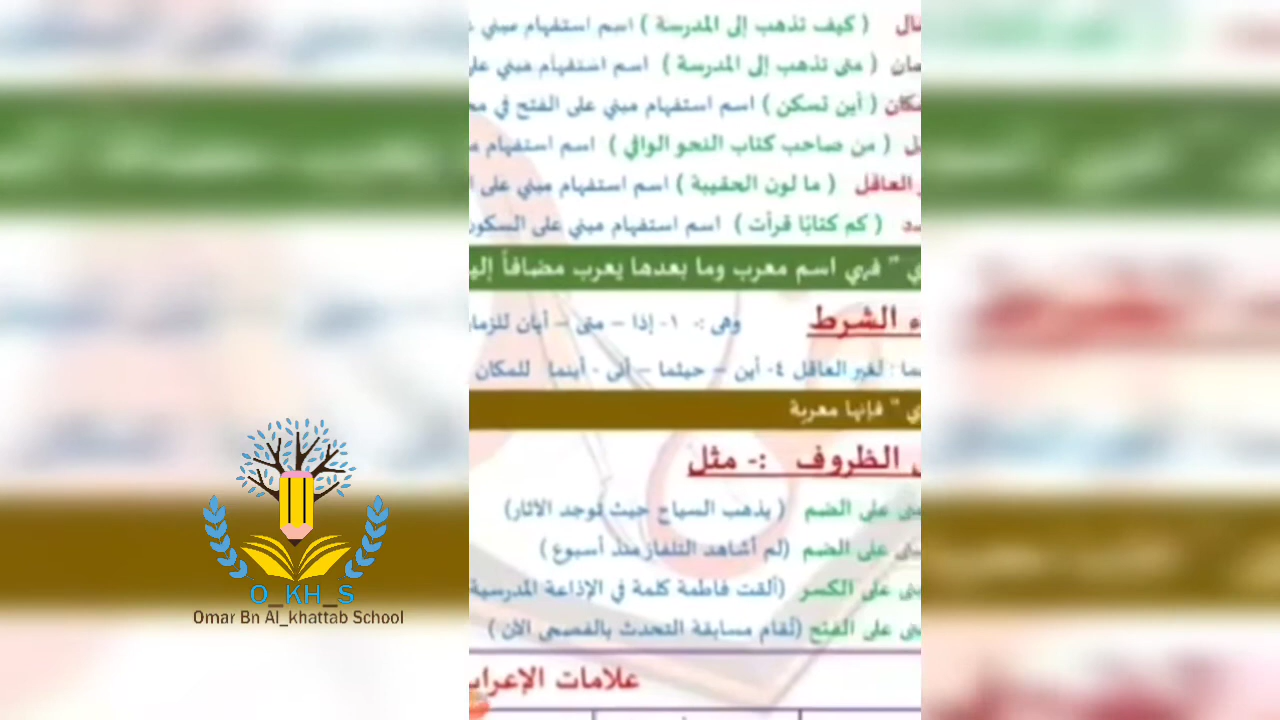 ( كيف تذهب إلى المدرسة ) اسم استفهام مبني
( متى تذهب إلى المدرسة ) اسم استفهام مبني على
( أين تسكن ) اسم استفهام مبني على الفتح في
( من صاحب كتاب النحو الوافي ) اسم استفهام
العاقل ( ما لون الحقيبة ) اسم استفهام مبني على
( كم كتابًا قرأت ) اسم استفهام مبني على السكون
" فهي اسم معرب وما بعدها يعرب مضافاً
الشرط وهى :- ١- إذا – متى – أيان
: لغير العاقل ٤- أين – حيثما – أنى - أينما للمكان
" فإنها معربة
الظروف :- مثل
على الضم ( يذهب السياح حيث توجد الآثار)
على الضم (لم أشاهد التلفاز منذ أسبوع )
على الكسر (ألقت فاطمة كلمة في الإذاعة المدرسية
على الفتح (تقام مسابقة التحدث بالفصحى الآن )
علامات
O_KH_S
Omar Bn Al_khattab School